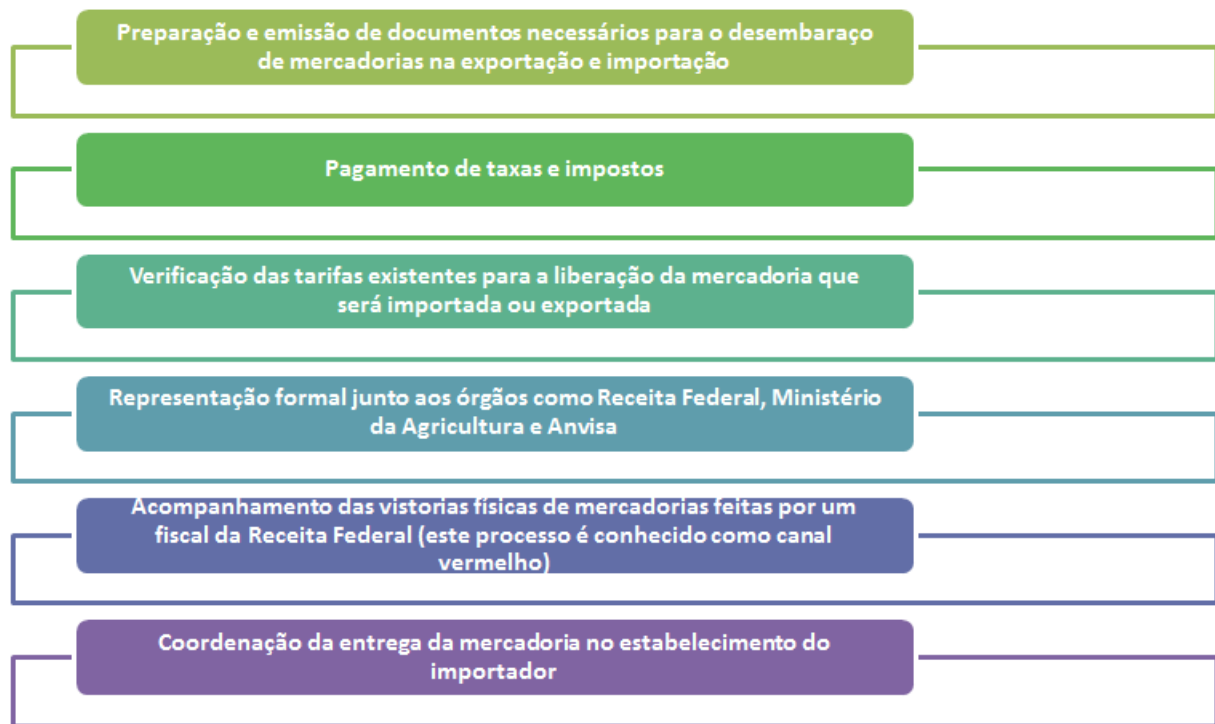 Preparação e emissão de documentos necessários para o desembaraço
de mercadorias na exportação e importação
Pagamento de taxas e impostos
Verificação das tarifas existentes para a liberação da mercadoria que
será importada ou exportada
Representação formal junto aos órgãos como Receita Federal, Ministério
da Agricultura e Anvisa
Acompanhamento das vistorias físicas de mercadorias feitas por um
fiscal da Receita Federal (este processo é conhecido como canal
vermelho)
Coordenação da entrega da mercadoria no estabelecimento do
importador